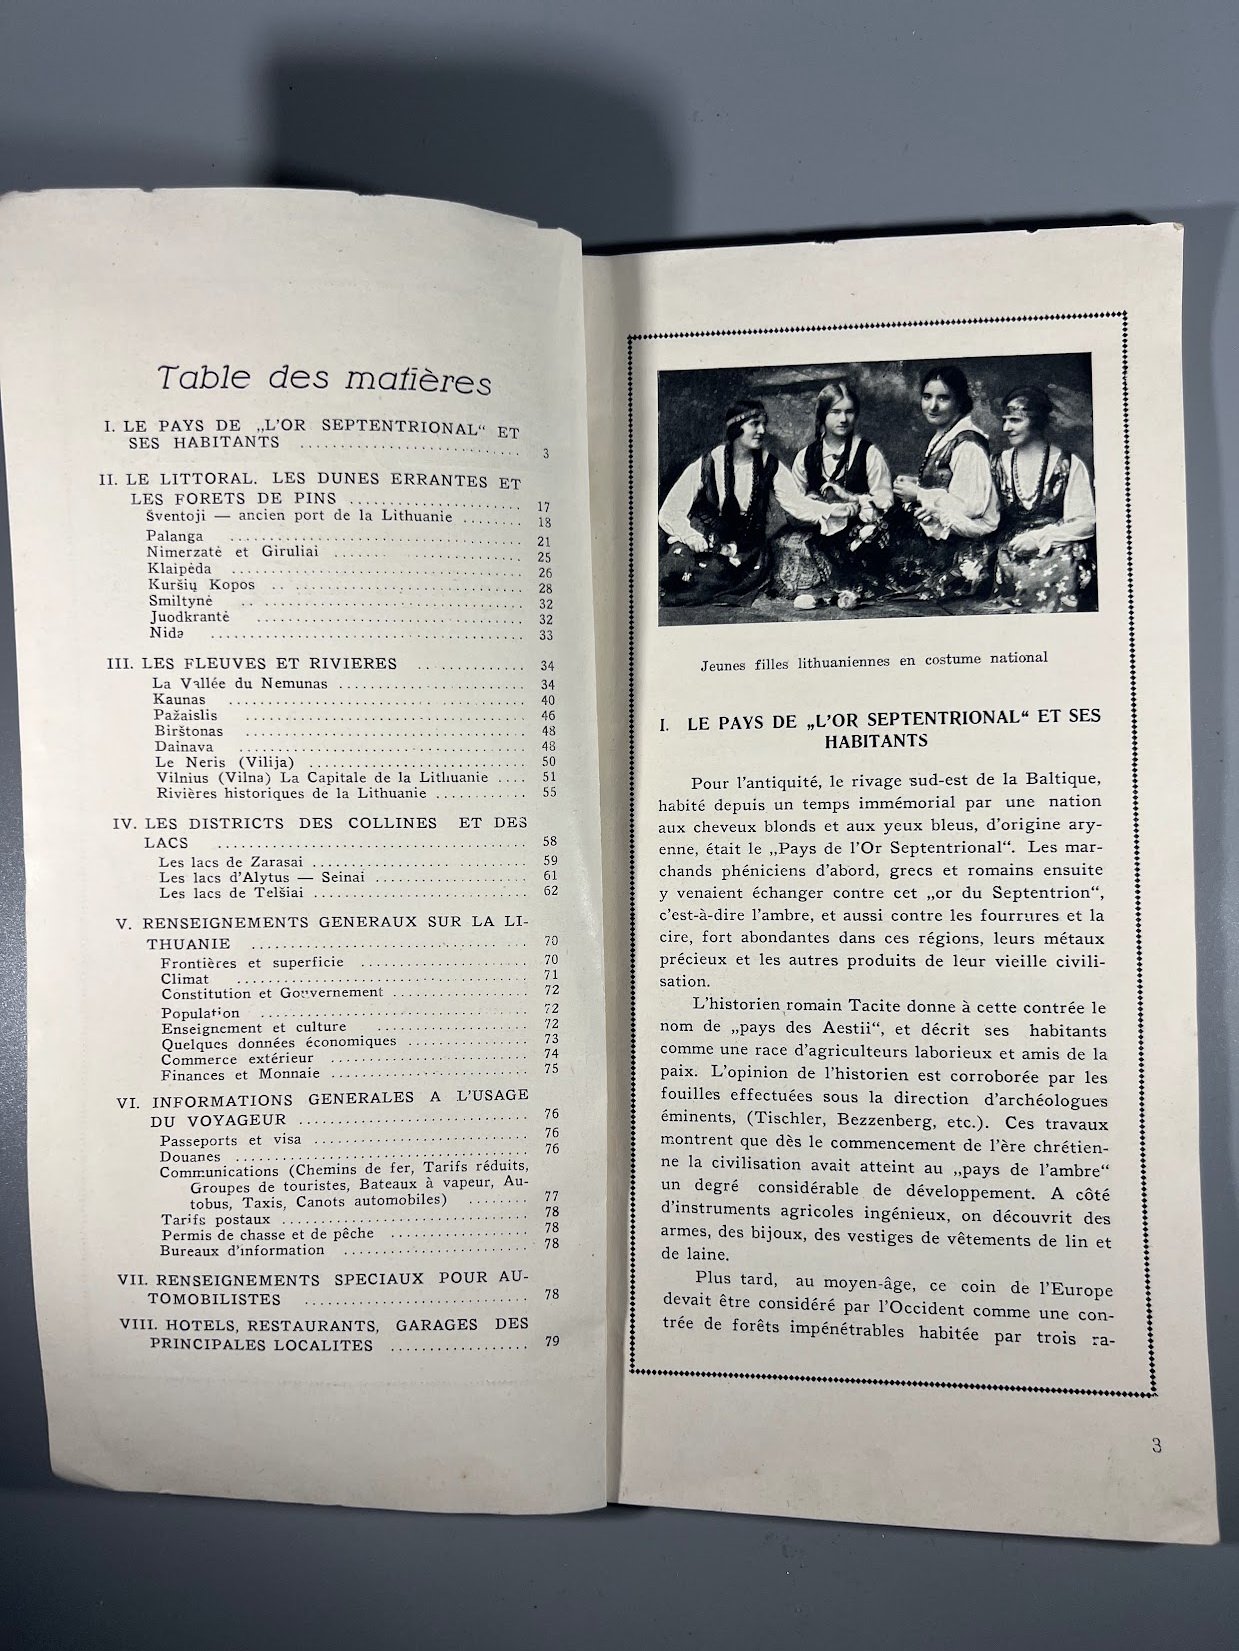 Table des matières
I. LE PAYS DE „L'OR SEPTENTRIONAL“ ET
SES HABITANTS ............................ 3
II. LE LITTORAL. LES DUNES ERRANTES ET
LES FORETS DE PINS ...................... 17
Šventoji — ancien port de la Lithuanie ........ 18
Palanga .................................... 21
Nimerzatė et Giruliai ........................ 25
Klaipėda .................................... 26
Kuršių Kopos .. ............................. 28
Smiltynė .. .................................. 32
Juodkrantė ................................. 32
Nida ....................................... 33
III. LES FLEUVES ET RIVIERES ............ 34
La Vallée du Nemunas ....................... 34
Kaunas ..................................... 40
Pažaislis .................................... 46
Birštonas .................................... 48
Dainava .................................... 48
Le Neris (Vilija) ............................ 50
Vilnius (Vilna) La Capitale de la Lithuanie .... 51
Rivières historiques de la Lithuanie ............ 55
IV. LES DISTRICTS DES COLLINES ET DES
LACS ..................................... 58
Les lacs de Zarasai ........................... 59
Les lacs d'Alytus — Seinai ................... 61
Les lacs de Telšiai ........................... 62
V. RENSEIGNEMENTS GENERAUX SUR LA LI-
THUANIE ................................. 70
Frontières et superficie ...................... 70
Climat ..................................... 71
Constitution et Gouvernement ................. 72
Population .................................. 72
Enseignement et culture .................... 72
Quelques données économiques ............... 73
Commerce extérieur ......................... 74
Finances et Monnaie ......................... 75
VI. INFORMATIONS GENERALES A L'USAGE
DU VOYAGEUR ............................ 76
Passeports et visa ........................... 76
Douanes .................................... 76
Communications (Chemins de fer, Tarifs réduits,
Groupes de touristes, Bateaux à vapeur, Au-
tobus, Taxis, Canots automobiles) ........ 77
Tarifs postaux ............................... 78
Permis de chasse et de pêche .................. 78
Bureaux d'information ....................... 78
VII. RENSEIGNEMENTS SPECIAUX POUR AU-
TOMOBILISTES ........................... 78
VIII. HOTELS, RESTAURANTS, GARAGES DES
PRINCIPALES LOCALITES .................. 79
Jeunes filles lithuaniennes en costume national
I. LE PAYS DE „L'OR SEPTENTRIONAL“ ET SES
HABITANTS
Pour l'antiquité, le rivage sud-est de la Baltique,
habité depuis un temps immémorial par une nation
aux cheveux blonds et aux yeux bleus, d'origine ary-
enne, était le „Pays de l'Or Septentrional“. Les mar-
chands phéniciens d'abord, grecs et romains ensuite
y venaient échanger contre cet „or du Septentrion“,
c'est-à-dire l'ambre, et aussi contre les fourrures et la
cire, fort abondantes dans ces régions, leurs métaux
précieux et les autres produits de leur vieille civili-
sation.
L'historien romain Tacite donne à cette contrée le
nom de „pays des Aestii“, et décrit ses habitants
comme une race d'agriculteurs laborieux et amis de la
paix. L'opinion de l'historien est corroborée par les
fouilles effectuées sous la direction d'archéologues
éminents, (Tischler, Bezzenberg, etc.). Ces travaux
montrent que dès le commencement de l'ère chrétien-
ne la civilisation avait atteint au „pays de l'ambre“
un degré considérable de développement. A côté
d'instruments agricoles ingénieux, on découvrit des
armes, des bijoux, des vestiges de vêtements de lin et
de laine.
Plus tard, au moyen-âge, ce coin de l'Europe
devait être considéré par l'Occident comme une con-
trée de forêts impénétrables habitée par trois ra-
3